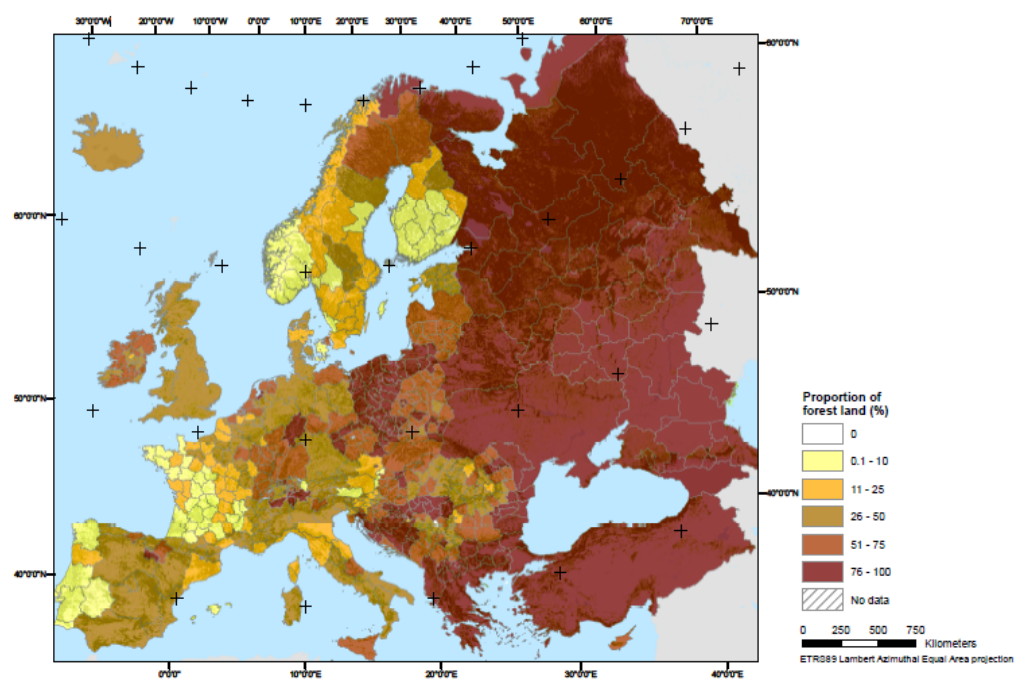 30°0'0"W 20°0'0"W 10°0'0"W 0°0'0" 10°0'0"E 20°0'0"E 30°0'0"E 40°0'0"E 50°0'0"E 60°0'0"E 70°0'0"E
60°0'0"N
60°0'0"N
50°0'0"N
50°0'0"N
40°0'0"N
40°0'0"N
0°0'0" 10°0'0"E 20°0'0"E 30°0'0"E 40°0'0"E
Proportion of
forest land (%)
0
0.1 - 10
11 - 25
26 - 50
51 - 75
76 - 100
No data
0 250 500 750
Kilometers
ETRS89 Lambert Azimuthal Equal Area projection